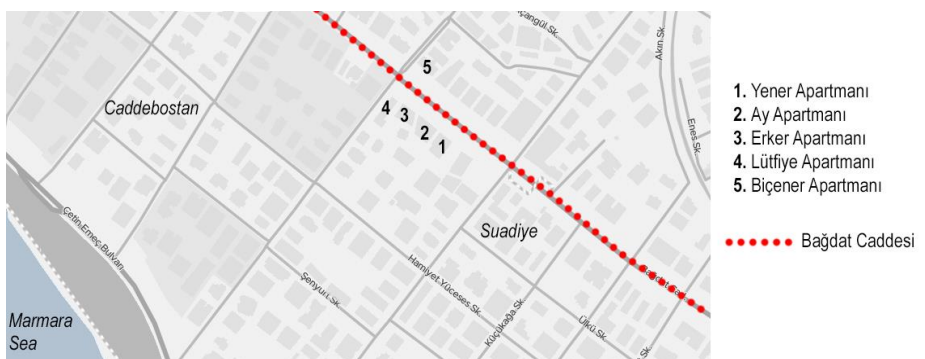 Akın Sk.
5
4
3
2
1
Caddebostan
Enes Sk.
Suadiye
Çetin Emeç Bulvarı
Şenyurt Sk.
Hamiyet Yüceses Sk.
Küçükağa Sk.
Ülkü Sk.
Marmara
Sea
1. Yener Apartmanı
2. Ay Apartmanı
3. Erker Apartmanı
4. Lütfiye Apartmanı
5. Biçener Apartmanı
Bağdat Caddesi